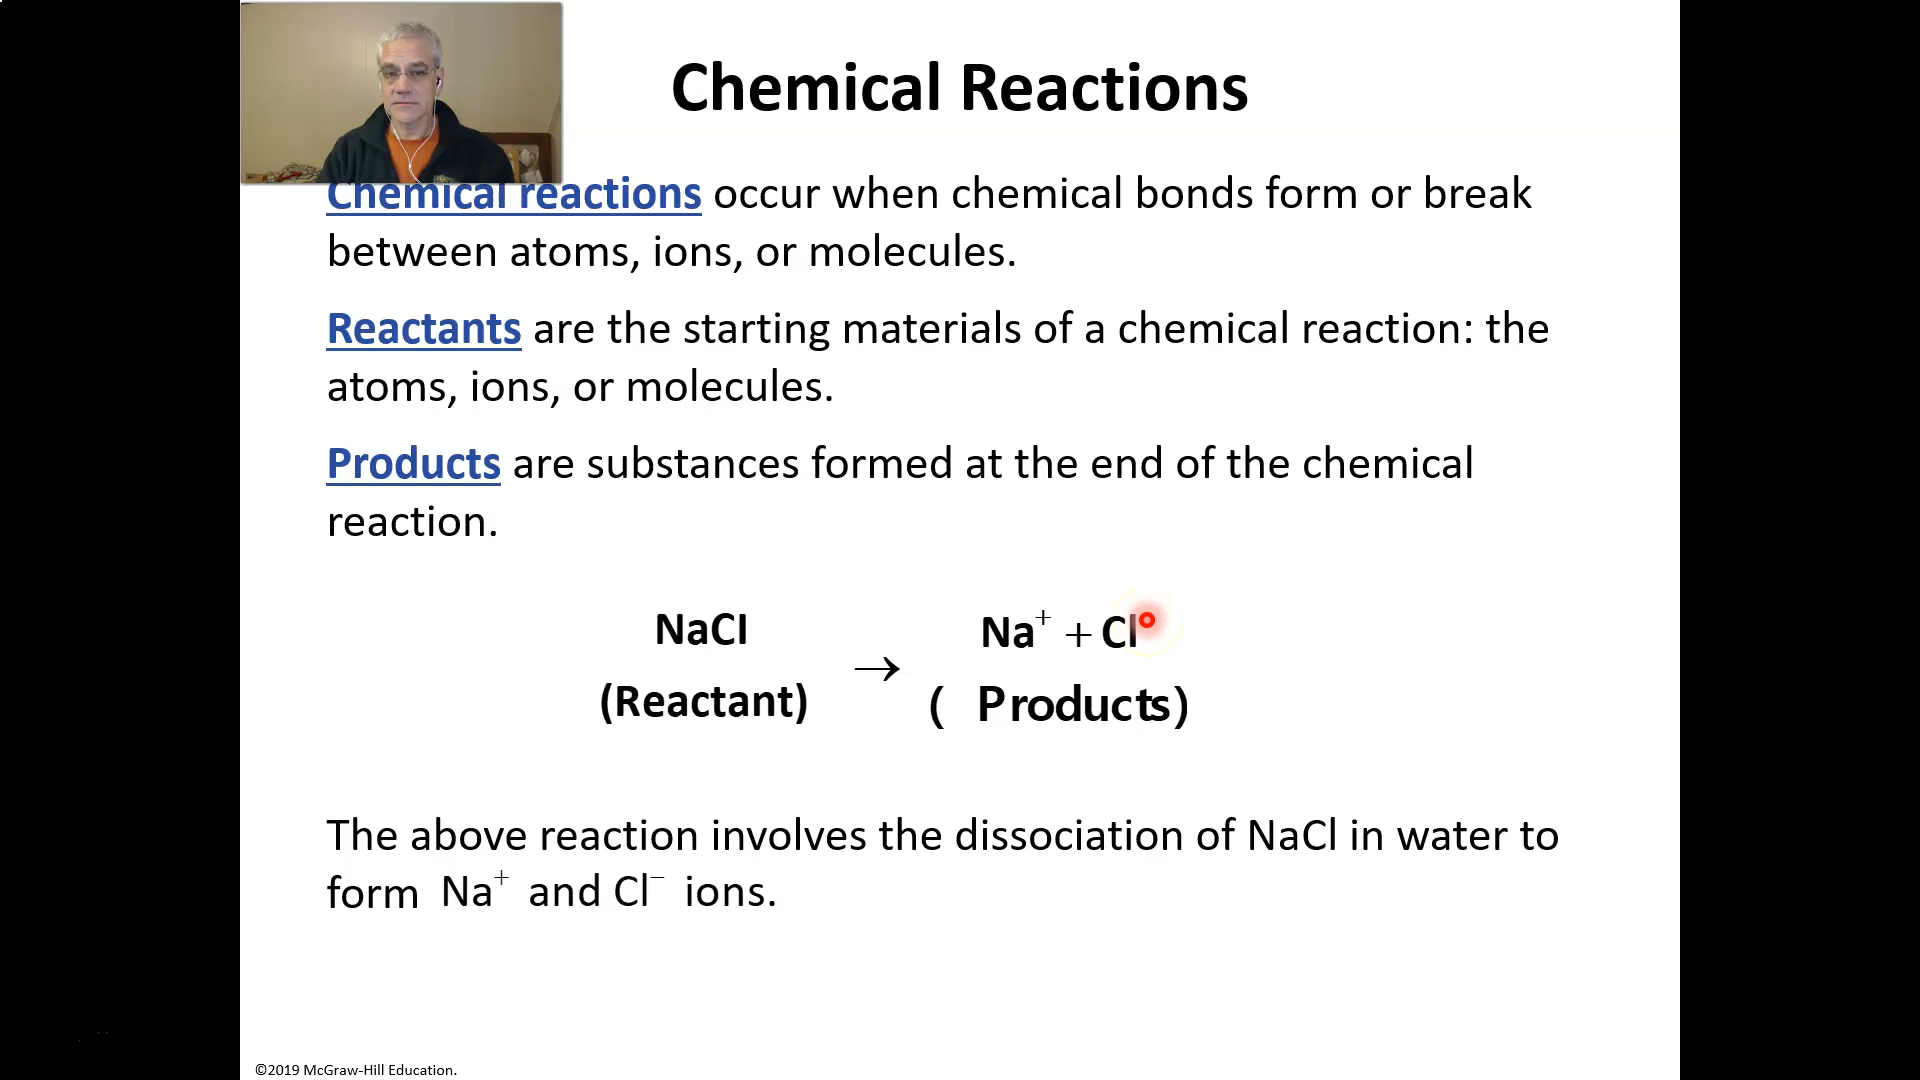 Chemical Reactions
Chemical reactions occur when chemical bonds form or break
between atoms, ions, or molecules.
Reactants are the starting materials of a chemical reaction: the
atoms, ions, or molecules.
Products are substances formed at the end of the chemical
reaction.
NaCl → Na⁺ + Cl
(Reactant) ( Products)
The above reaction involves the dissociation of NaCl in water to
form Na⁺ and Cl⁻ ions.
©2019 McGraw-Hill Education.